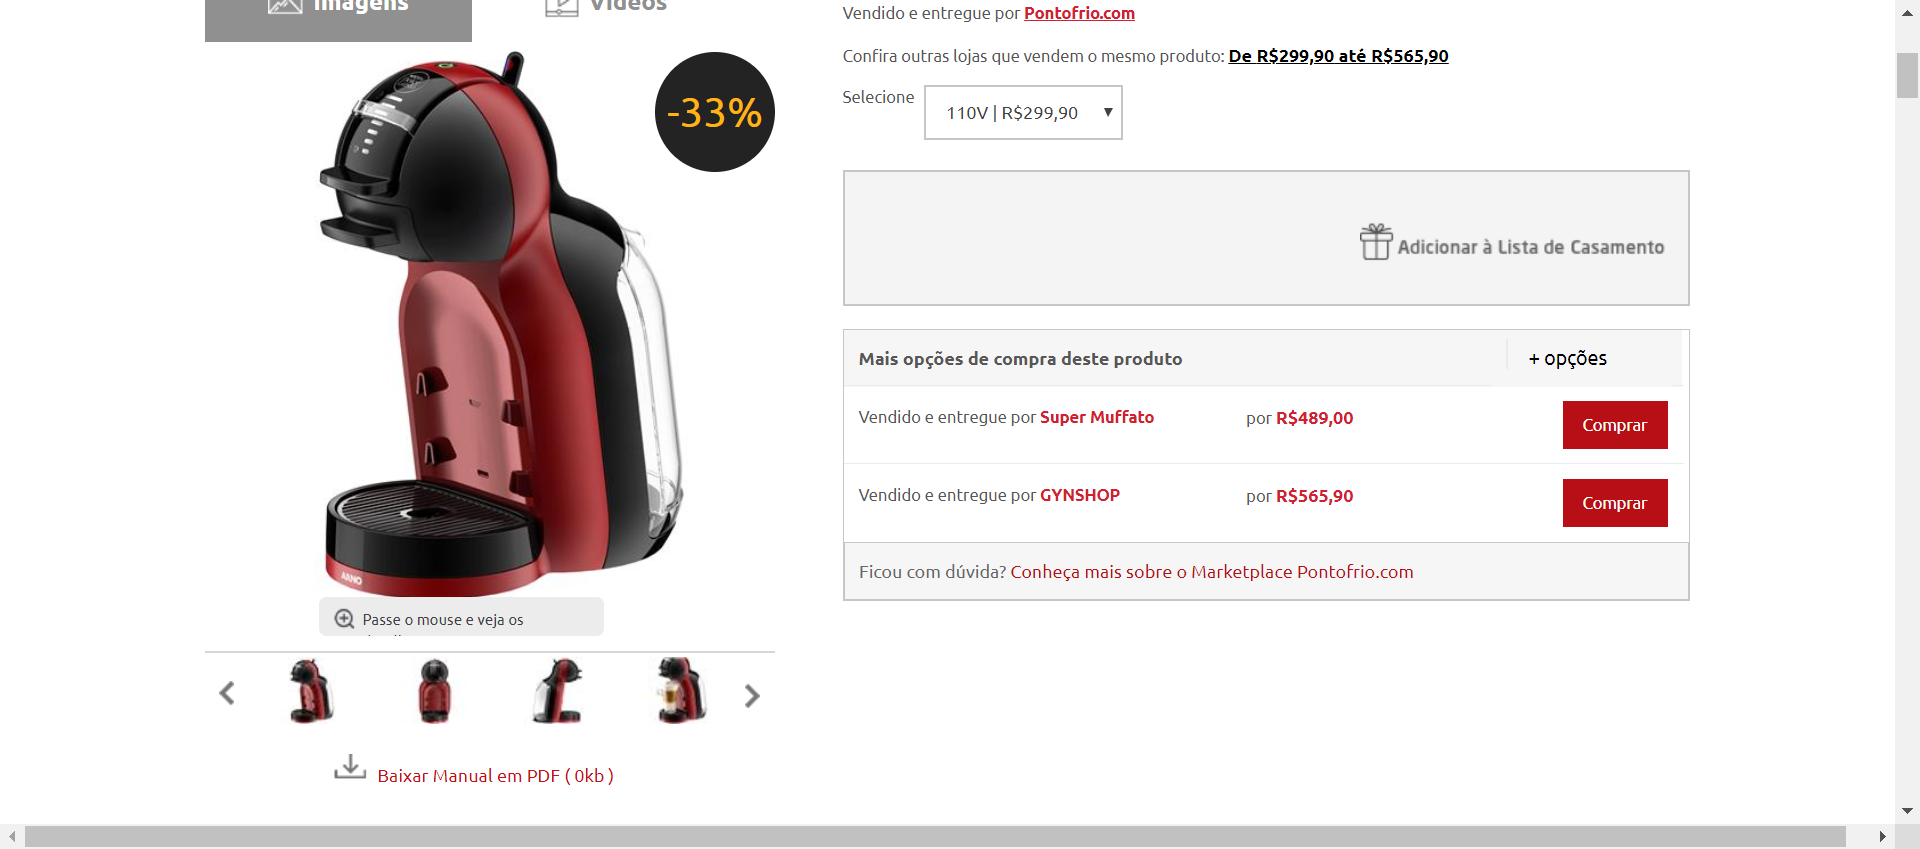 Imagens
Vídeos
-33%
ARNO
Passe o mouse e veja os
Baixar Manual em PDF ( 0kb )
Vendido e entregue por Pontofrio.com
Confira outras lojas que vendem o mesmo produto: De R$299,90 até R$565,90
Selecione
110V | R$299,90
Adicionar à Lista de Casamento
Mais opções de compra deste produto
+ opções
Vendido e entregue por Super Muffato
por R$489,00
Comprar
Vendido e entregue por GYNSHOP
por R$565,90
Comprar
Ficou com dúvida? Conheça mais sobre o Marketplace Pontofrio.com